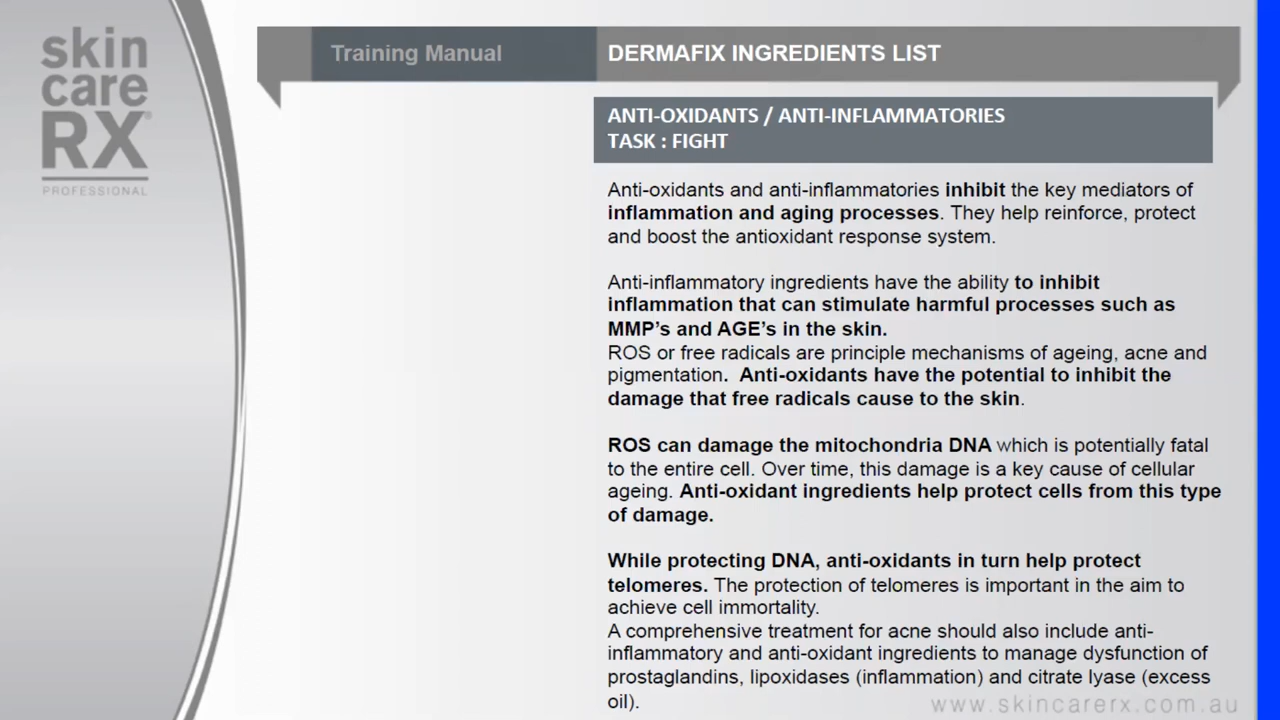 skin
care
RX®
PROFESSIONAL
Training Manual
DERMAFIX INGREDIENTS LIST
ANTI-OXIDANTS / ANTI-INFLAMMATORIES
TASK : FIGHT
Anti-oxidants and anti-inflammatories inhibit the key mediators of
inflammation and aging processes. They help reinforce, protect
and boost the antioxidant response system.
Anti-inflammatory ingredients have the ability to inhibit
inflammation that can stimulate harmful processes such as
MMP's and AGE's in the skin.
ROS or free radicals are principle mechanisms of ageing, acne and
pigmentation. Anti-oxidants have the potential to inhibit the
damage that free radicals cause to the skin.
ROS can damage the mitochondria DNA which is potentially fatal
to the entire cell. Over time, this damage is a key cause of cellular
ageing. Anti-oxidant ingredients help protect cells from this type
of damage.
While protecting DNA, anti-oxidants in turn help protect
telomeres. The protection of telomeres is important in the aim to
achieve cell immortality.
A comprehensive treatment for acne should also include anti-
inflammatory and anti-oxidant ingredients to manage dysfunction of
prostaglandins, lipoxidases (inflammation) and citrate lyase (excess
oil).
www.skincarerx.com.au